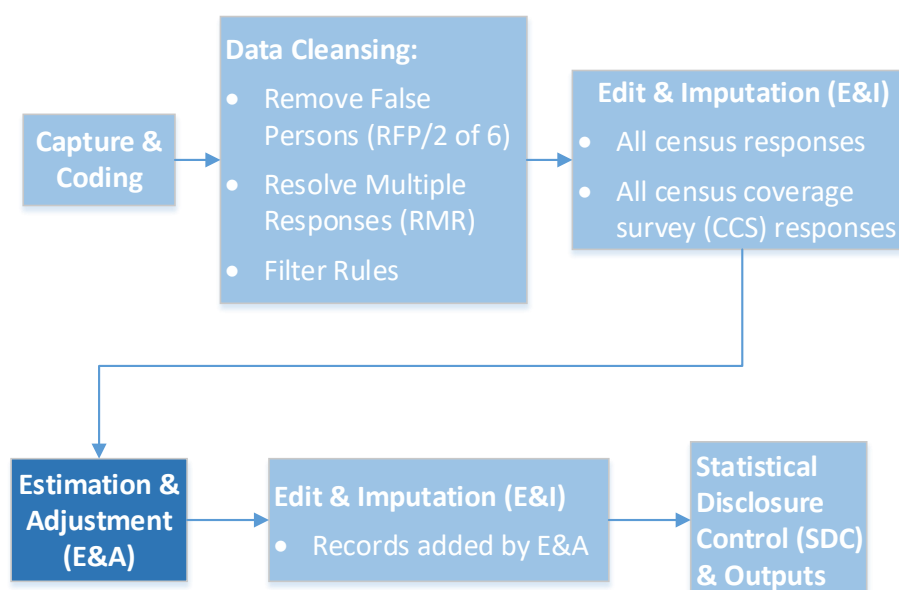 Capture &
Coding
Data Cleansing:
• Remove False
Persons (RFP/2 of 6)
• Resolve Multiple
Responses (RMR)
• Filter Rules
Edit & Imputation (E&I)
• All census responses
• All census coverage
survey (CCS) responses
Estimation &
Adjustment
(E&A)
Edit & Imputation (E&I)
• Records added by E&A
Statistical
Disclosure
Control (SDC)
& Outputs